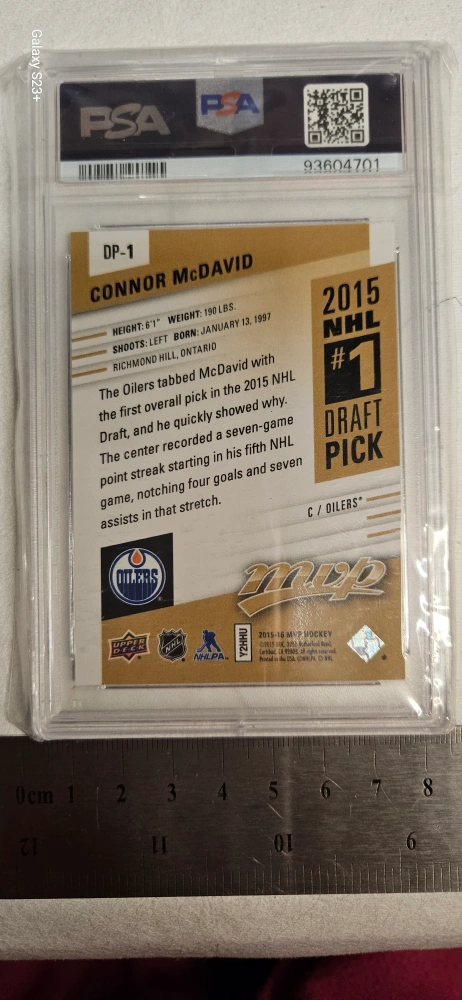 Galaxy S23+
PSA
PSA
93604701
DP-1
CONNOR McDAVID
HEIGHT: 6'1" WEIGHT: 190 LBS.
SHOOTS: LEFT BORN: JANUARY 13, 1997
RICHMOND HILL, ONTARIO
2015
NHL
#1
DRAFT
PICK
The Oilers tabbed McDavid with
the first overall pick in the 2015 NHL
Draft, and he quickly showed why.
The center recorded a seven-game
point streak starting in his fifth NHL
game, notching four goals and seven
assists in that stretch.
C / OILERS*
OILERS
mvp
UPPER DECK
NHL
NHLPA
Y2HHU
2015-16 MVP HOCKEY
0cm 1 2 3 4 5 6 7 8
12 11 10 9